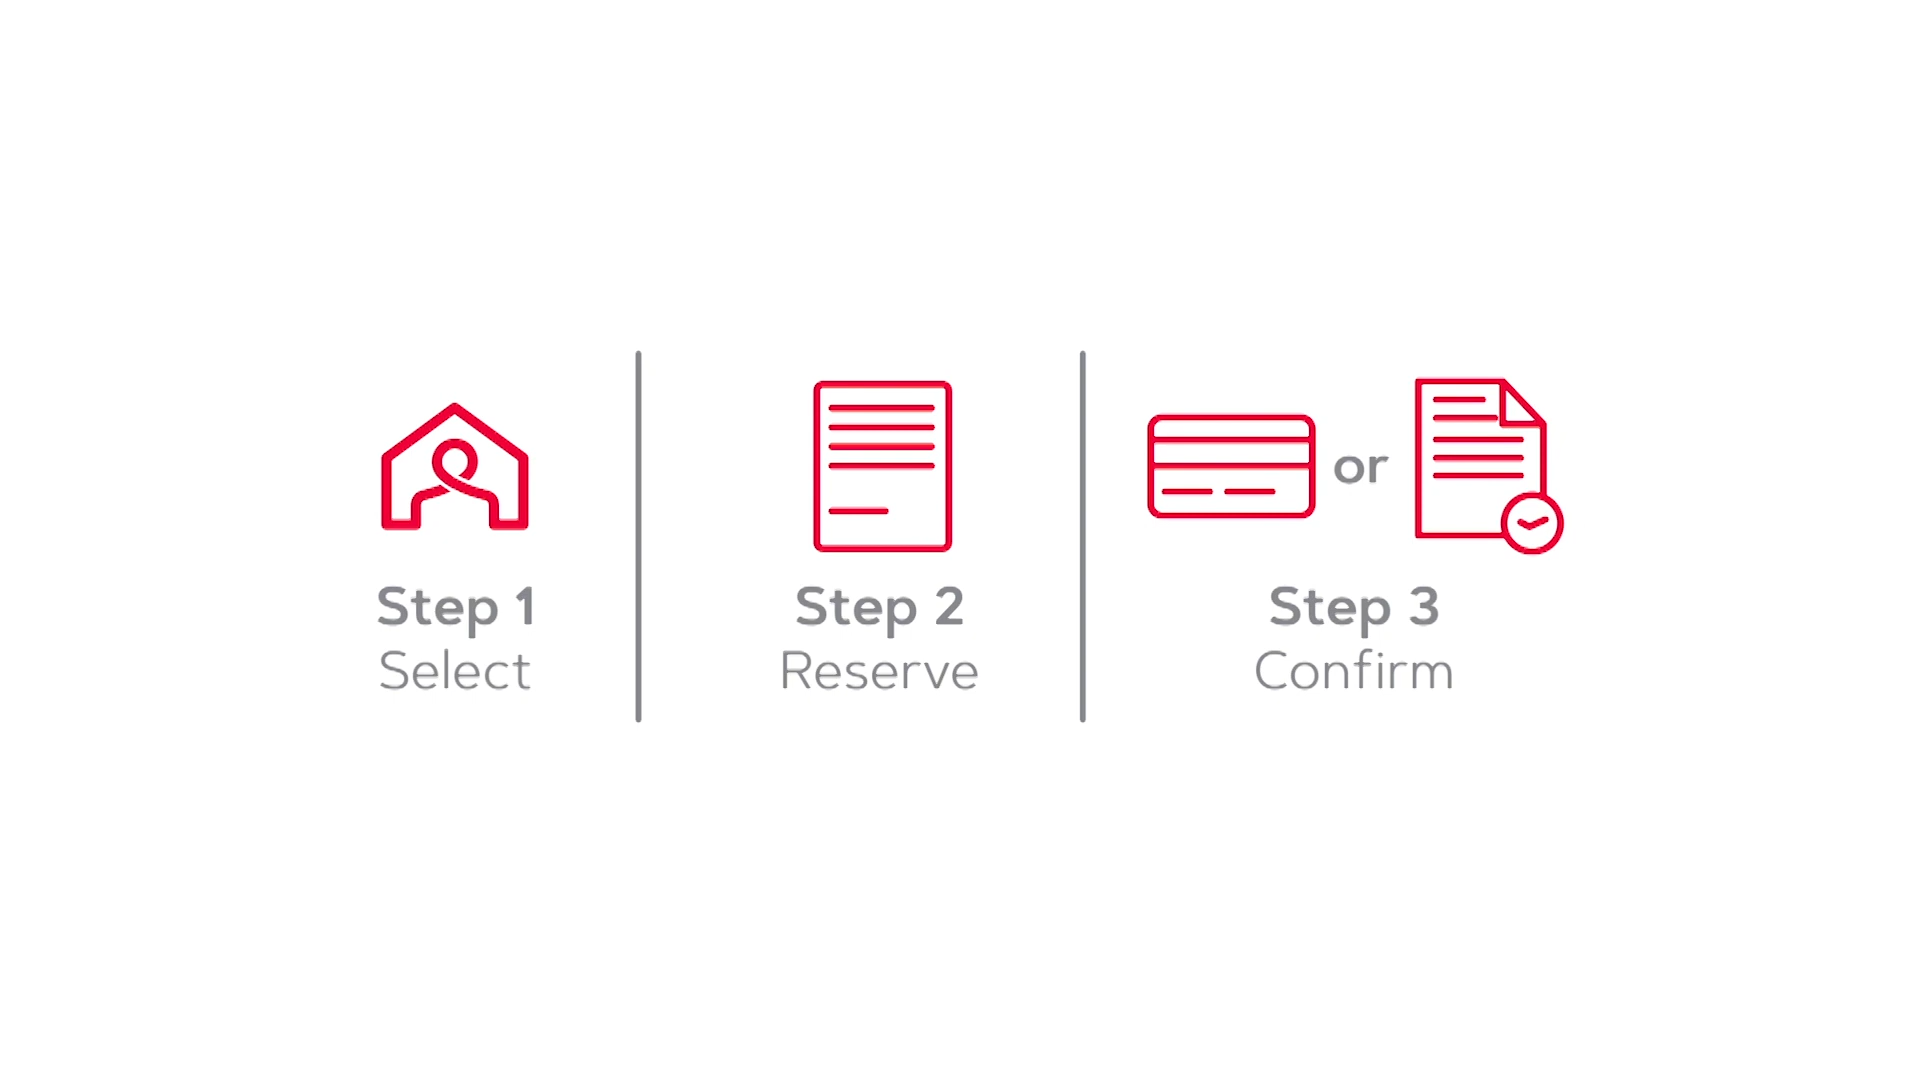 or
Step 1
Select
Step 2
Reserve
Step 3
Confirm